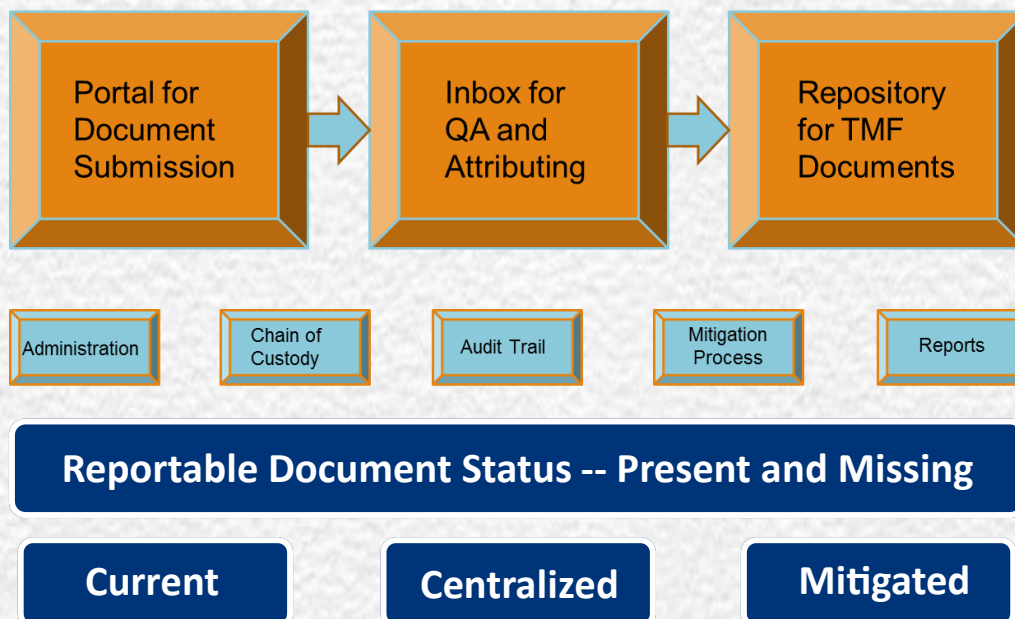 Portal for
Document
Submission
Inbox for
QA and
Attributing
Repository
for TMF
Documents
Administration
Chain of
Custody
Audit Trail
Mitigation
Process
Reports
Reportable Document Status -- Present and Missing
Current
Centralized
Mitigated